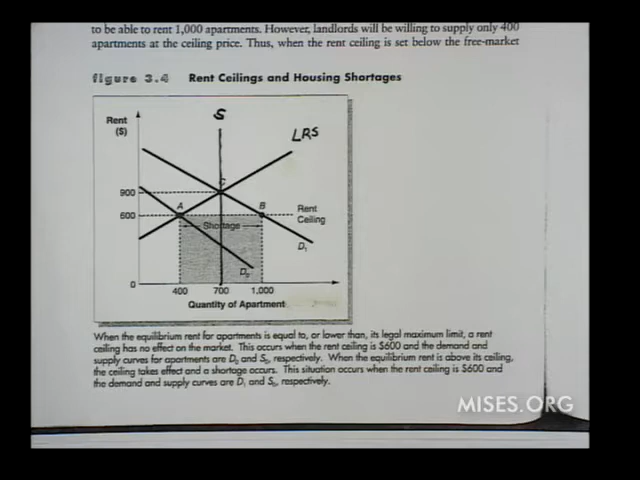 to be able to rent 1,000 apartments. However, landlords will be willing to supply only 400
apartments at the ceiling price. Thus, when the rent ceiling is set below the free-market
figure 3.4 Rent Ceilings and Housing Shortages
Rent
($)
S
LRS
C
900
A
B
Rent
Ceiling
600
Shortage
D1
D0
0
400
700
1,000
Quantity of Apartment
When the equilibrium rent for apartments is equal to, or lower than, its legal maximum limit, a rent
ceiling has no effect on the market. This occurs when the rent ceiling is $600 and the demand and
supply curves for apartments are D0 and S0, respectively. When the equilibrium rent is above its ceiling,
the ceiling takes effect and a shortage occurs. This situation occurs when the rent ceiling is $600 and
the demand and supply curves are D1 and S0, respectively.
MISES.ORG